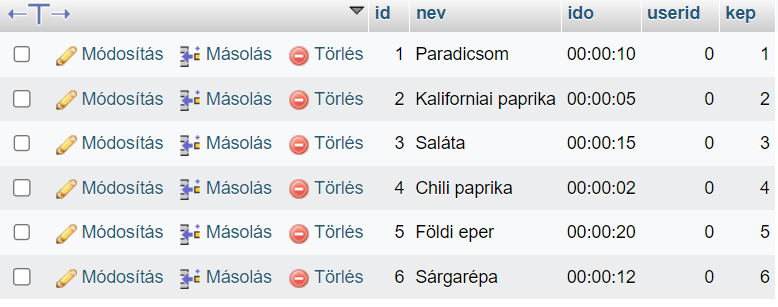 id nev ido userid kep
Módosítás Másolás Törlés 1 Paradicsom 00:00:10 0 1
Módosítás Másolás Törlés 2 Kaliforniai paprika 00:00:05 0 2
Módosítás Másolás Törlés 3 Saláta 00:00:15 0 3
Módosítás Másolás Törlés 4 Chili paprika 00:00:02 0 4
Módosítás Másolás Törlés 5 Földi eper 00:00:20 0 5
Módosítás Másolás Törlés 6 Sárgarépa 00:00:12 0 6